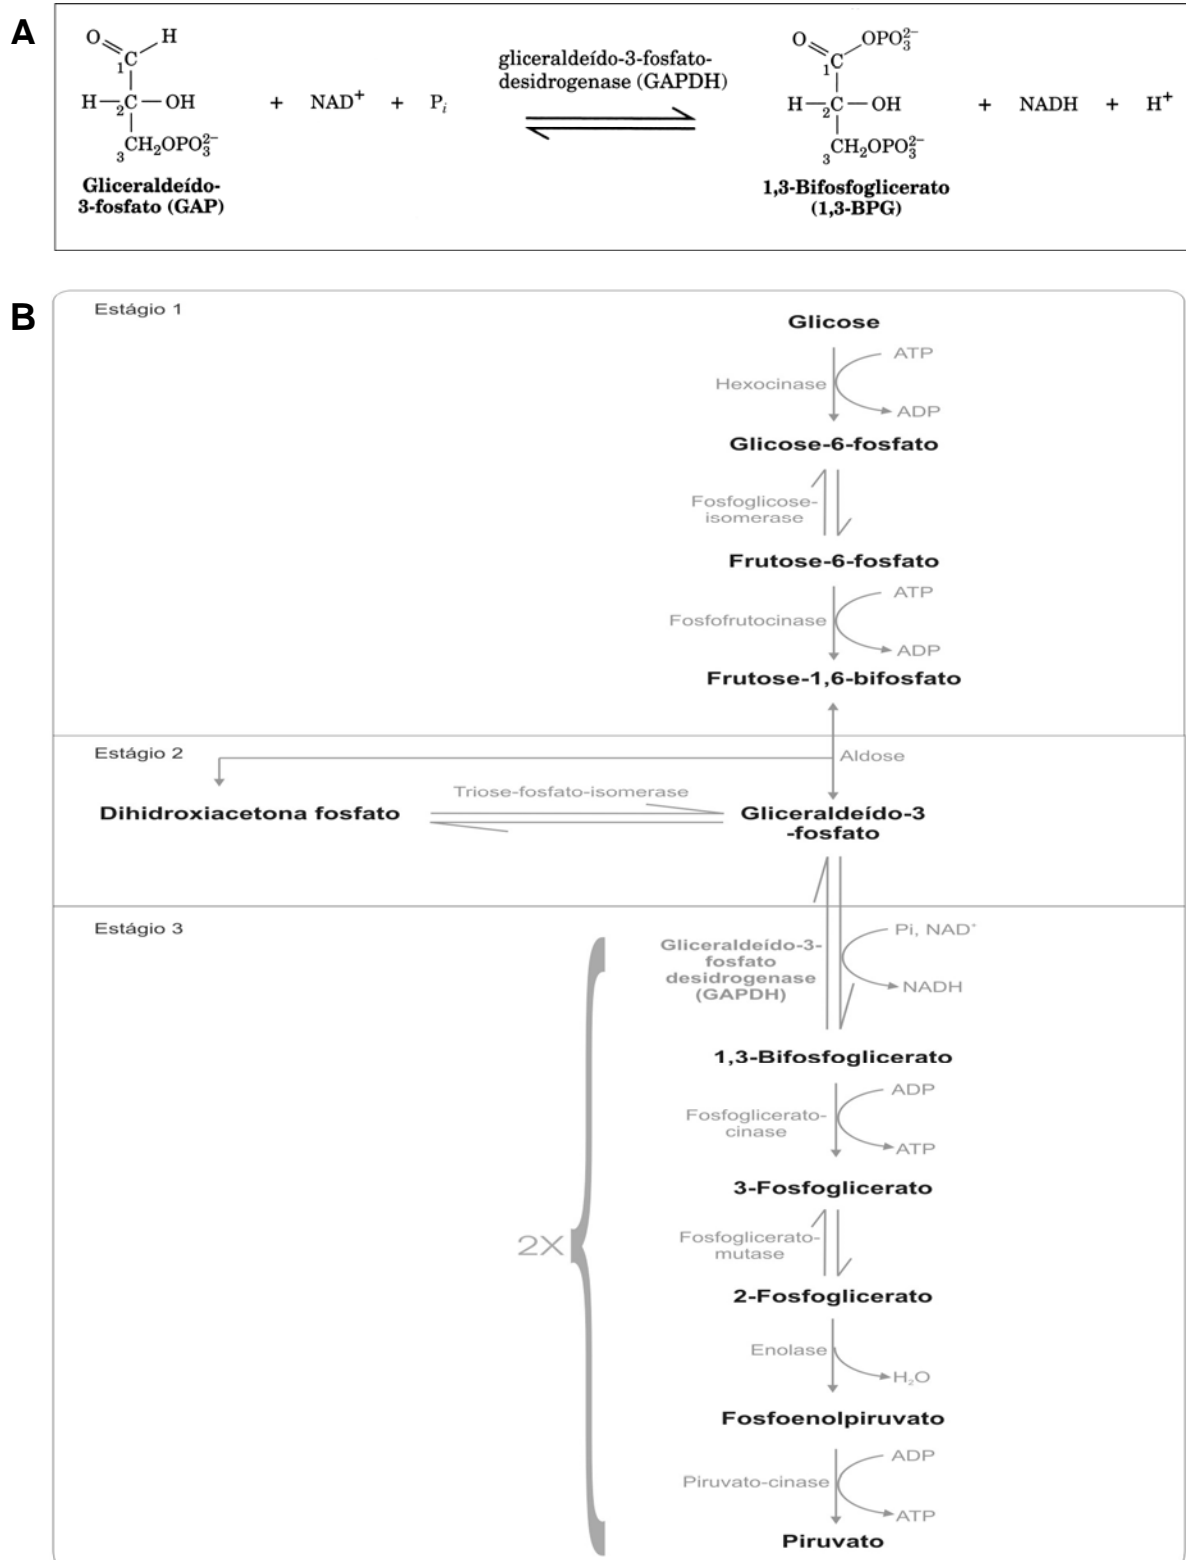 A
O H
C
1
H—C—OH
2
CH₂OPO₃²⁻
3
Gliceraldeído-
3-fosfato (GAP)
+ NAD⁺ + Pᵢ
gliceraldeído-3-fosfato-
desidrogenase (GAPDH)
O OPO₃²⁻
C
1
H—C—OH
2
CH₂OPO₃²⁻
3
1,3-Bifosfoglicerato
(1,3-BPG)
+ NADH + H⁺
B
Estágio 1
Glicose
ATP
Hexocinase
ADP
Glicose-6-fosfato
Fosfoglicose-
isomerase
Frutose-6-fosfato
ATP
Fosfofrutocinase
ADP
Frutose-1,6-bifosfato
Estágio 2
Aldose
Triose-fosfato-isomerase
Dihidroxiacetona fosfato
Gliceraldeído-3
-fosfato
Estágio 3
Pi, NAD⁺
Gliceraldeído-3-
fosfato
desidrogenase
(GAPDH)
NADH
1,3-Bifosfoglicerato
ADP
Fosfoglicerato-
cinase
ATP
3-Fosfoglicerato
2X
Fosfoglicerato-
mutase
2-Fosfoglicerato
Enolase
H₂O
Fosfoenolpiruvato
ADP
Piruvato-cinase
ATP
Piruvato